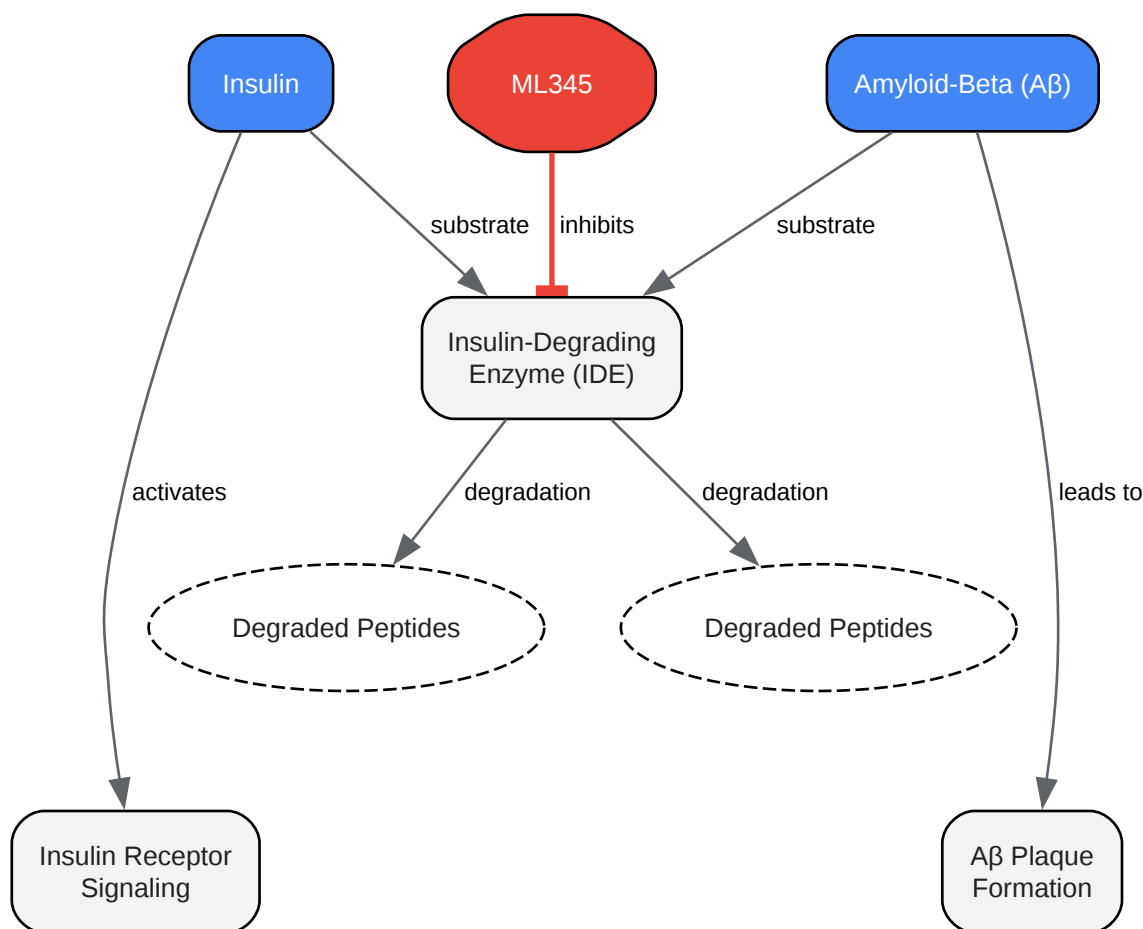 Insulin
ML345
Amyloid-Beta (Aβ)
substrate
inhibits
substrate
Insulin-Degrading
Enzyme (IDE)
activates
degradation
degradation
leads to
Degraded Peptides
Degraded Peptides
Insulin Receptor
Signaling
Aβ Plaque
Formation